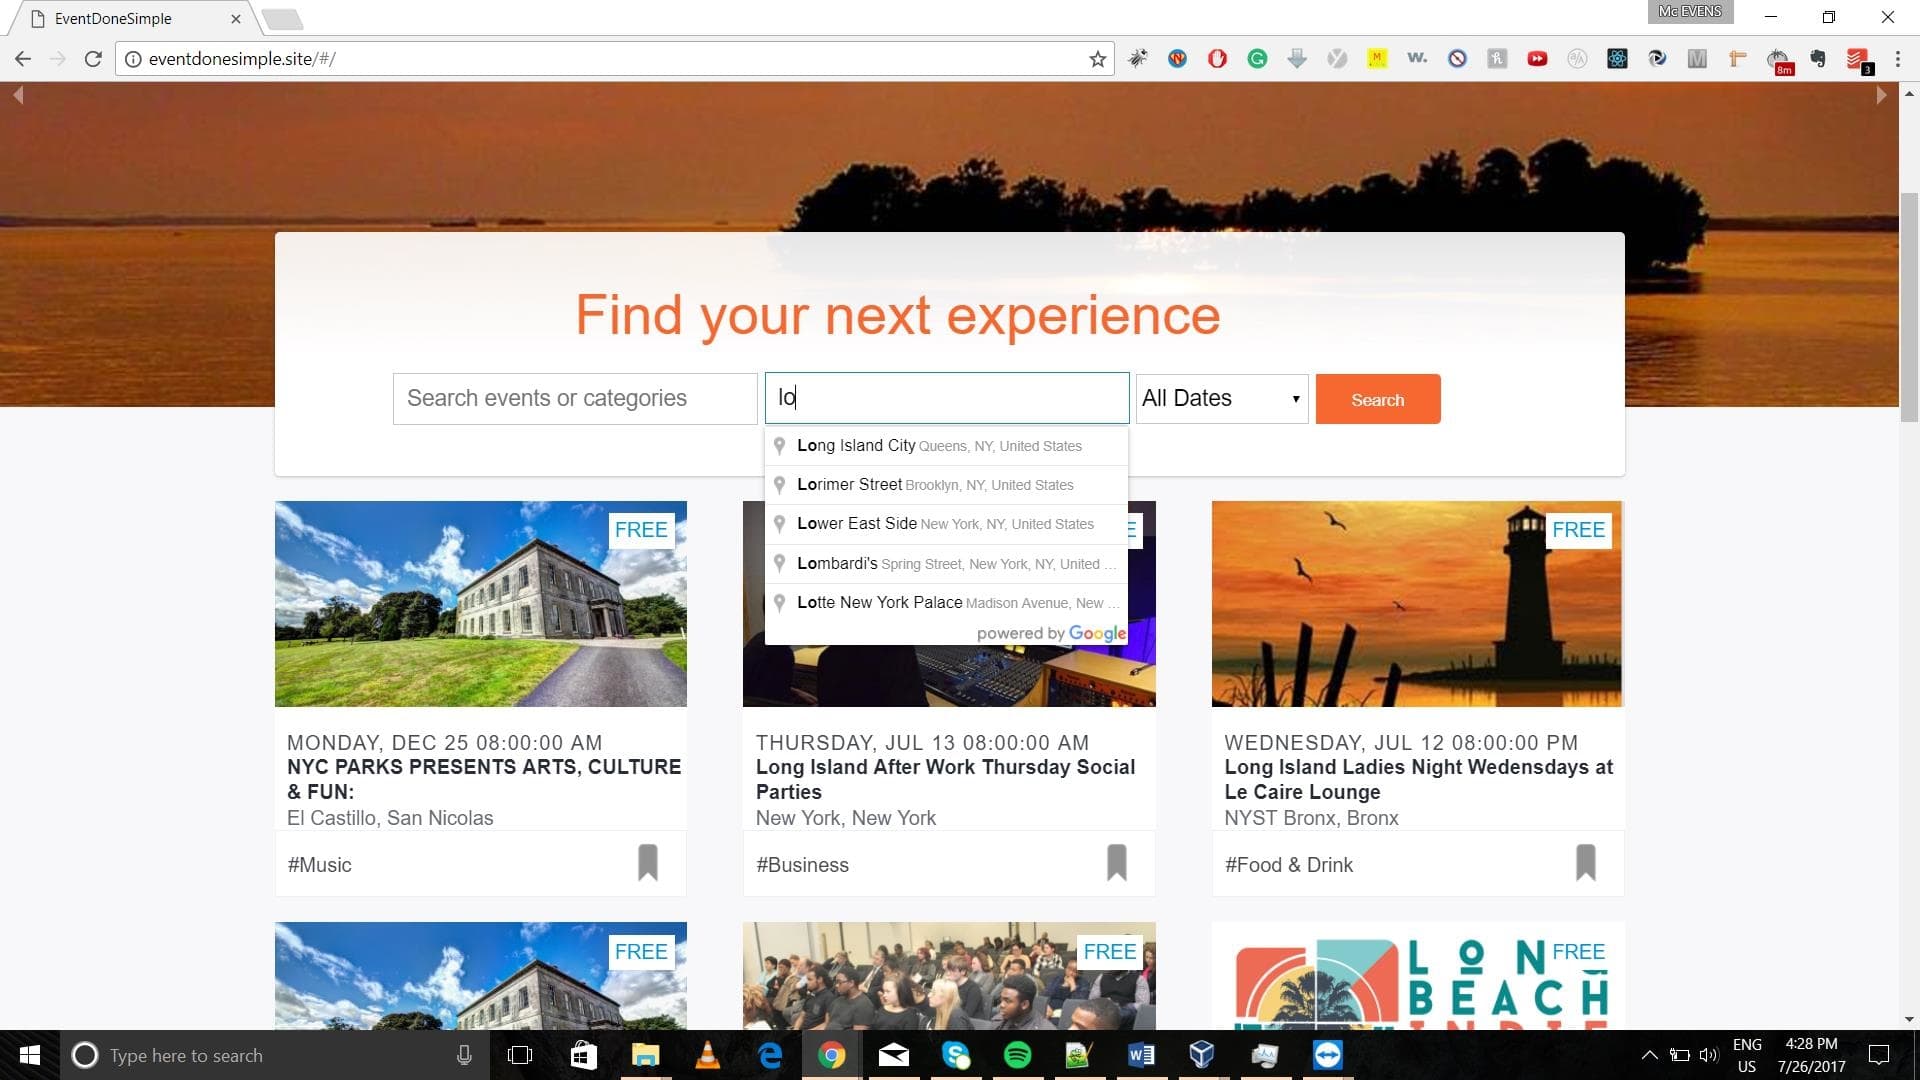 EventDoneSimple
Mc EVENS
eventdonesimple.site/#/
8m
3
Find your next experience
Search events or categories
lo
All Dates
Search
Long Island City Queens, NY, United States
Lorimer Street Brooklyn, NY, United States
Lower East Side New York, NY, United States
Lombardi's Spring Street, New York, NY, United ...
Lotte New York Palace Madison Avenue, New ...
powered by Google
FREE
E
FREE
MONDAY, DEC 25 08:00:00 AM
NYC PARKS PRESENTS ARTS, CULTURE
& FUN:
El Castillo, San Nicolas
#Music
THURSDAY, JUL 13 08:00:00 AM
Long Island After Work Thursday Social
Parties
New York, New York
#Business
WEDNESDAY, JUL 12 08:00:00 PM
Long Island Ladies Night Wedensdays at
Le Caire Lounge
NYST Bronx, Bronx
#Food & Drink
FREE
FREE
FREE
LON
BEACH
INDIE
Type here to search
ENG
US
4:28 PM
7/26/2017